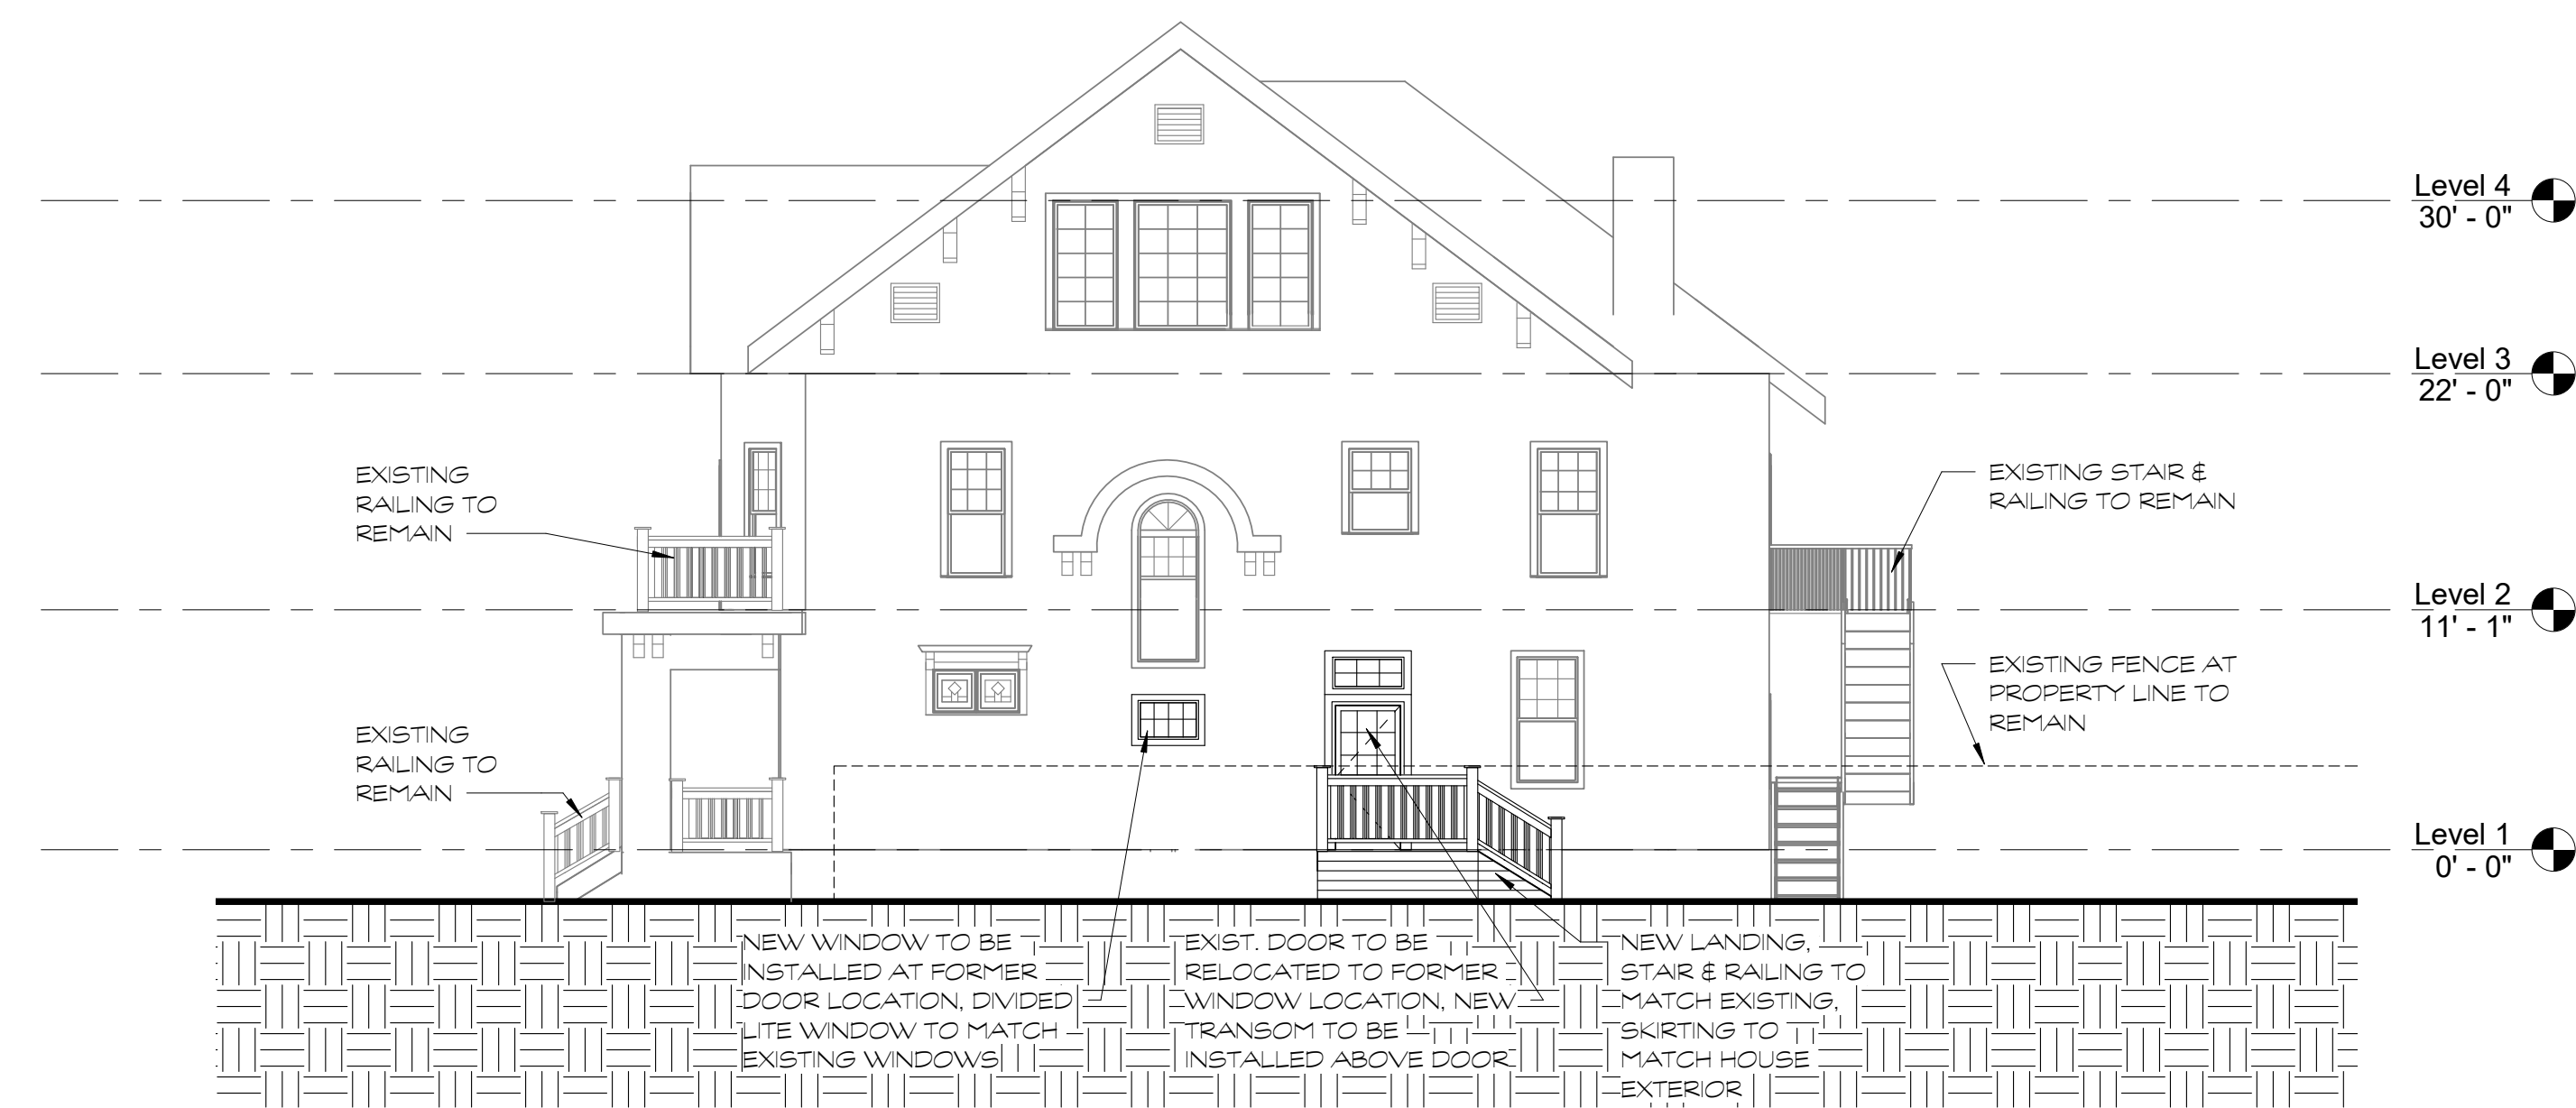 Level 4
30' - 0"
Level 3
22' - 0"
EXISTING
RAILING TO
REMAIN
EXISTING STAIR &
RAILING TO REMAIN
Level 2
11' - 1"
EXISTING FENCE AT
PROPERTY LINE TO
REMAIN
EXISTING
RAILING TO
REMAIN
Level 1
0' - 0"
NEW WINDOW TO BE
INSTALLED AT FORMER
DOOR LOCATION, DIVIDED
LITE WINDOW TO MATCH
EXISTING WINDOWS
EXIST. DOOR TO BE
RELOCATED TO FORMER
WINDOW LOCATION, NEW
TRANSOM TO BE
INSTALLED ABOVE DOOR
NEW LANDING,
STAIR & RAILING TO
MATCH EXISTING,
SKIRTING TO
MATCH HOUSE
EXTERIOR